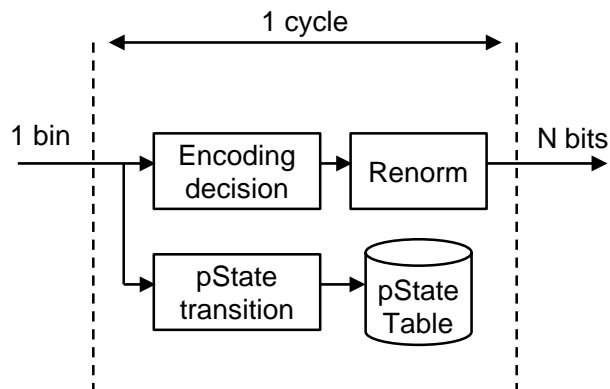 1 cycle
1 bin
Encoding
decision
Renorm
N bits
pState
transition
pState
Table